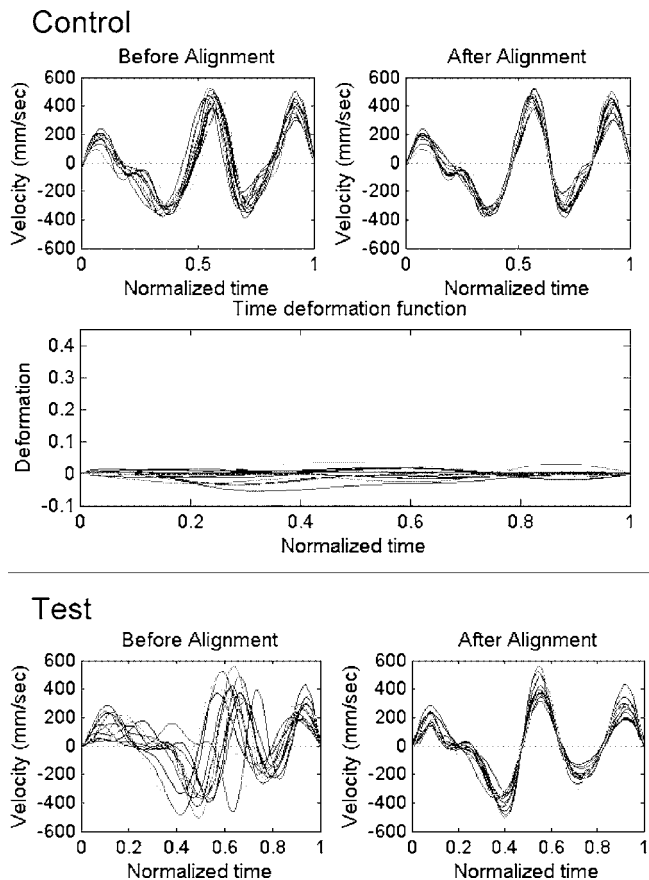 Control
Before Alignment
After Alignment
Velocity (mm/sec)
600
400
200
0
-200
-400
-600
0 0.5 1
Normalized time
Velocity (mm/sec)
600
400
200
0
-200
-400
-600
0 0.5 1
Normalized time
Time deformation function
Deformation
0.4
0.3
0.2
0.1
0
-0.1
0 0.2 0.4 0.6 0.8 1
Normalized time
Test
Before Alignment
After Alignment
Velocity (mm/sec)
600
400
200
0
-200
-400
-600
0 0.2 0.4 0.6 0.8 1
Normalized time
Velocity (mm/sec)
600
400
200
0
-200
-400
-600
0 0.2 0.4 0.6 0.8 1
Normalized time